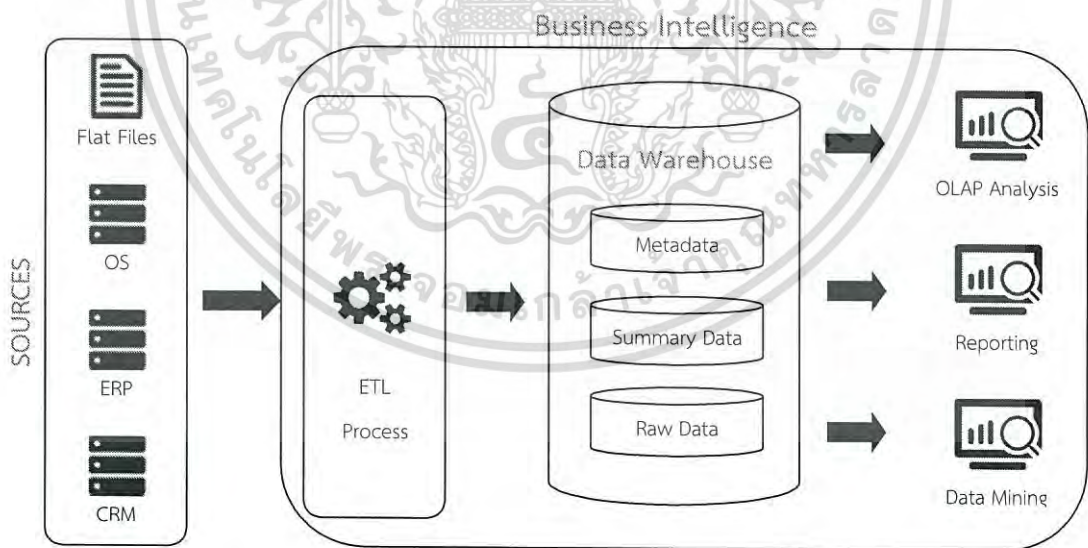 Business Intelligence
SOURCES
Flat Files
OS
ERP
CRM
ETL
Process
Data Warehouse
Metadata
Summary Data
Raw Data
OLAP Analysis
Reporting
Data Mining